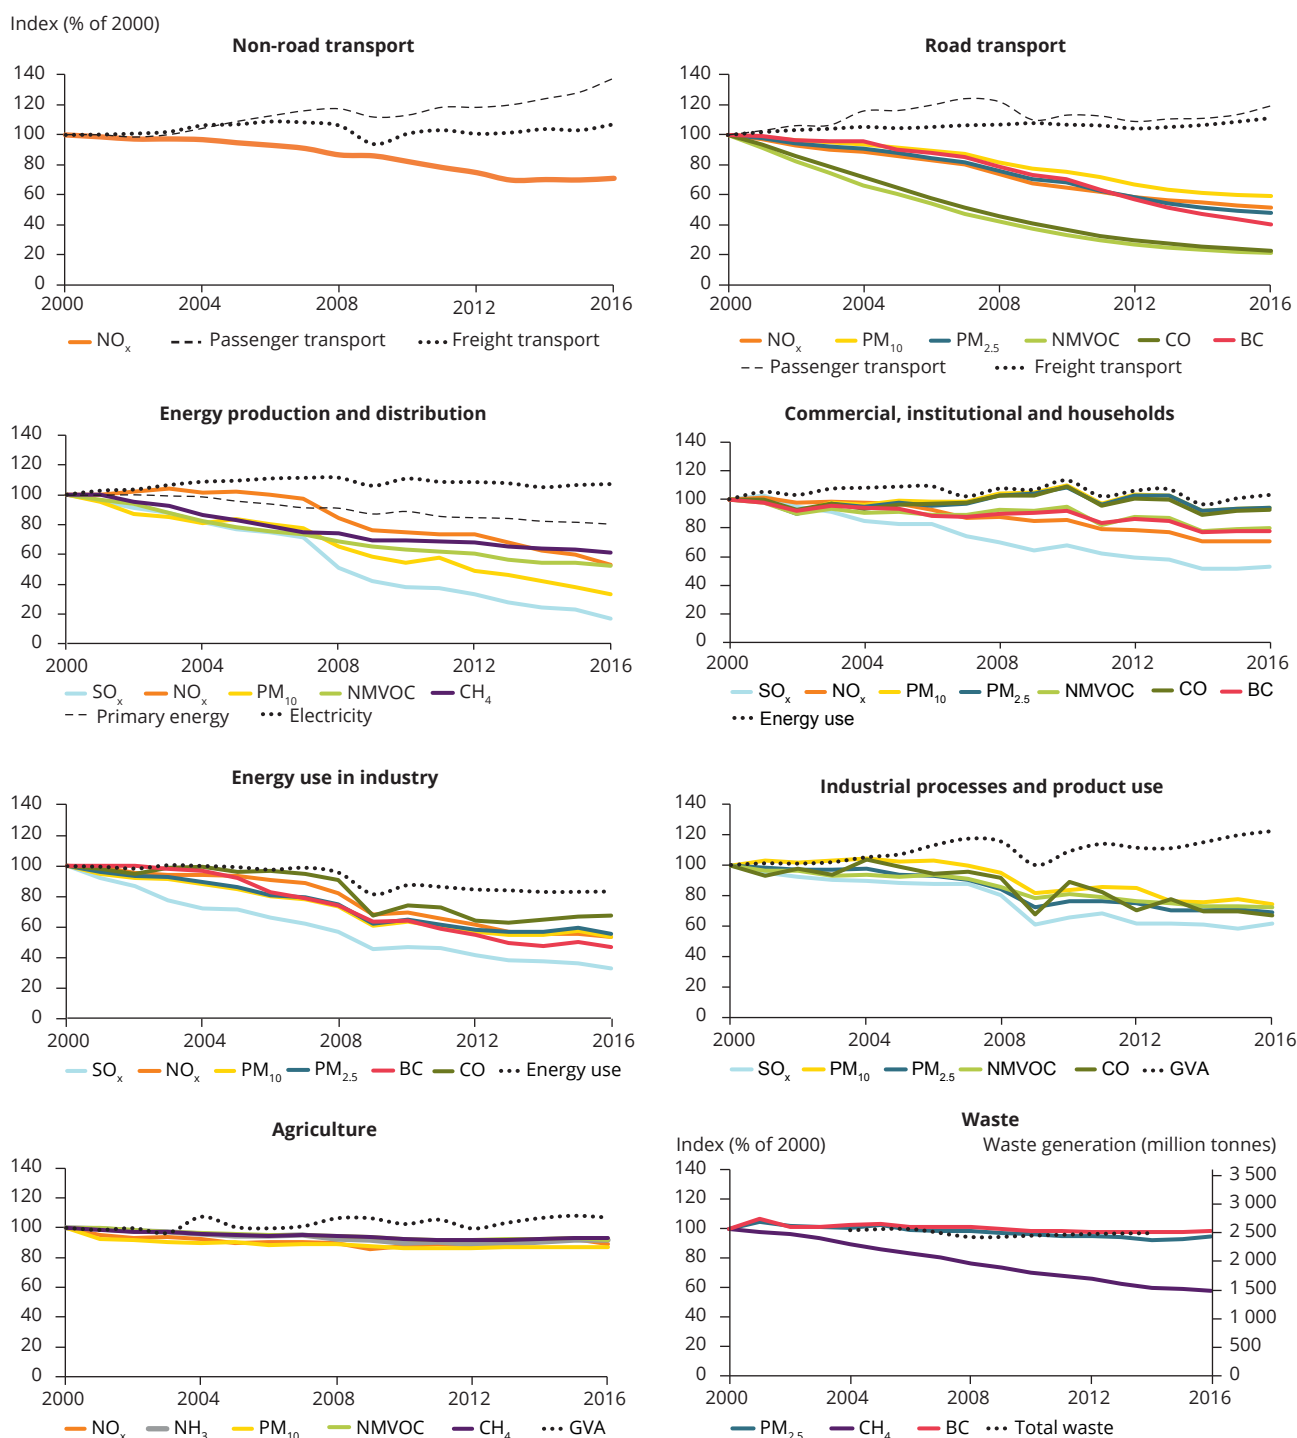 Index (% of 2000)
Non-road transport
140
120
100
80
60
40
20
0
2000 2004 2008 2012 2016
NOx Passenger transport Freight transport
Road transport
140
120
100
80
60
40
20
0
2000 2004 2008 2012 2016
NOx PM10 PM2.5 NMVOC CO BC
Passenger transport Freight transport
Energy production and distribution
140
120
100
80
60
40
20
0
2000 2004 2008 2012 2016
SOx NOx PM10 NMVOC CH4
Primary energy Electricity
Commercial, institutional and households
140
120
100
80
60
40
20
0
2000 2004 2008 2012 2016
SOx NOx PM10 PM2.5 NMVOC CO BC
Energy use
Energy use in industry
140
120
100
80
60
40
20
0
2000 2004 2008 2012 2016
SOx NOx PM10 PM2.5 BC CO Energy use
Industrial processes and product use
140
120
100
80
60
40
20
0
2000 2004 2008 2012 2016
SOx PM10 PM2.5 NMVOC CO GVA
Agriculture
140
120
100
80
60
40
20
0
2000 2004 2008 2012 2016
NOx NH3 PM10 NMVOC CH4 GVA
Waste
Index (% of 2000) Waste generation (million tonnes)
140
120
100
80
60
40
20
0
3 500
3 000
2 500
2 000
1 500
1 000
500
0
2000 2004 2008 2012 2016
PM2.5 CH4 BC Total waste